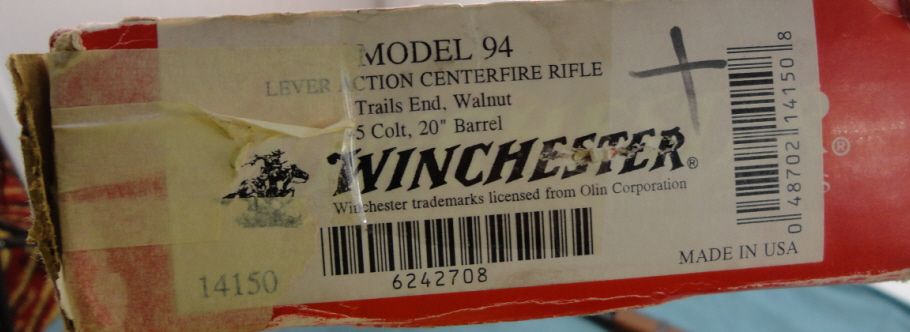 MODEL 94
LEVER ACTION CENTERFIRE RIFLE
Trails End, Walnut
5 Colt, 20" Barrel
WINCHESTER®
Winchester trademarks licensed from Olin Corporation
6242708
14150
MADE IN USA
0 48702 14150 8
®